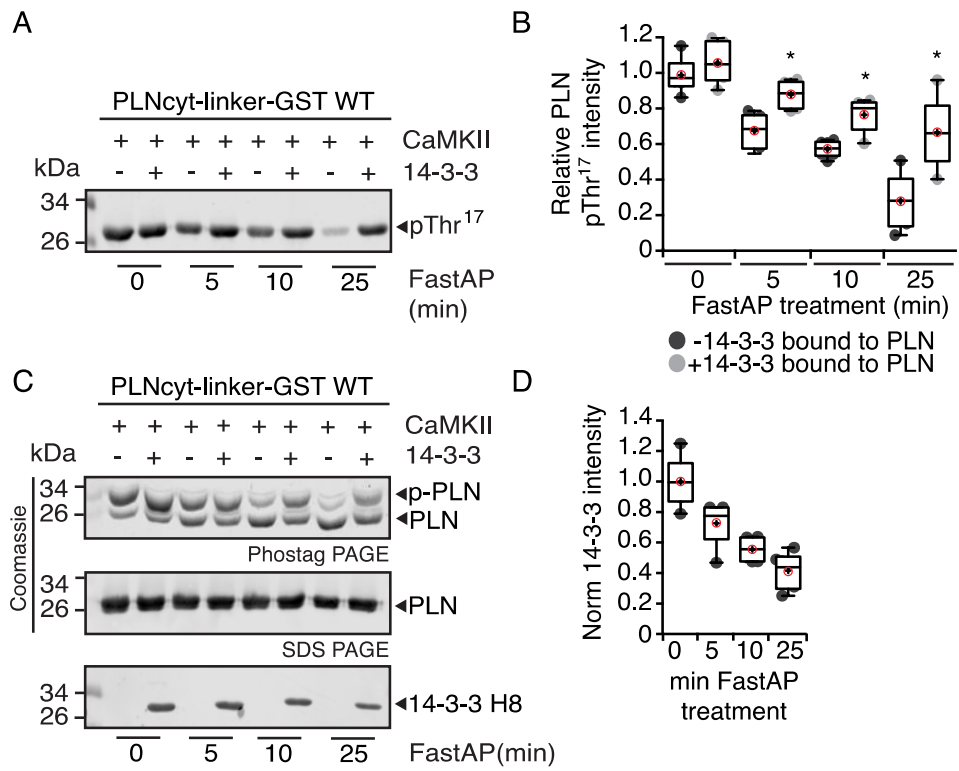 A
PLNcyt-linker-GST WT
+ + + + + + + + CaMKII
- + - + - + - + 14-3-3
kDa
34
26
pThr17
0 5 10 25 FastAP
(min)
B
Relative PLN
pThr17 intensity
1.2
1.0
0.8
0.6
0.4
0.2
0
* * *
0 5 10 25
FastAP treatment (min)
-14-3-3 bound to PLN
+14-3-3 bound to PLN
C
PLNcyt-linker-GST WT
+ + + + + + + + CaMKII
- + - + - + - + 14-3-3
kDa
Coomassie
34
26
p-PLN
PLN
Phostag PAGE
34
26
PLN
SDS PAGE
34
26
14-3-3 H8
0 5 10 25 FastAP(min)
D
Norm 14-3-3 intensity
1.4
1.2
1.0
0.8
0.6
0.4
0.2
0
0 5 10 25
min FastAP
treatment